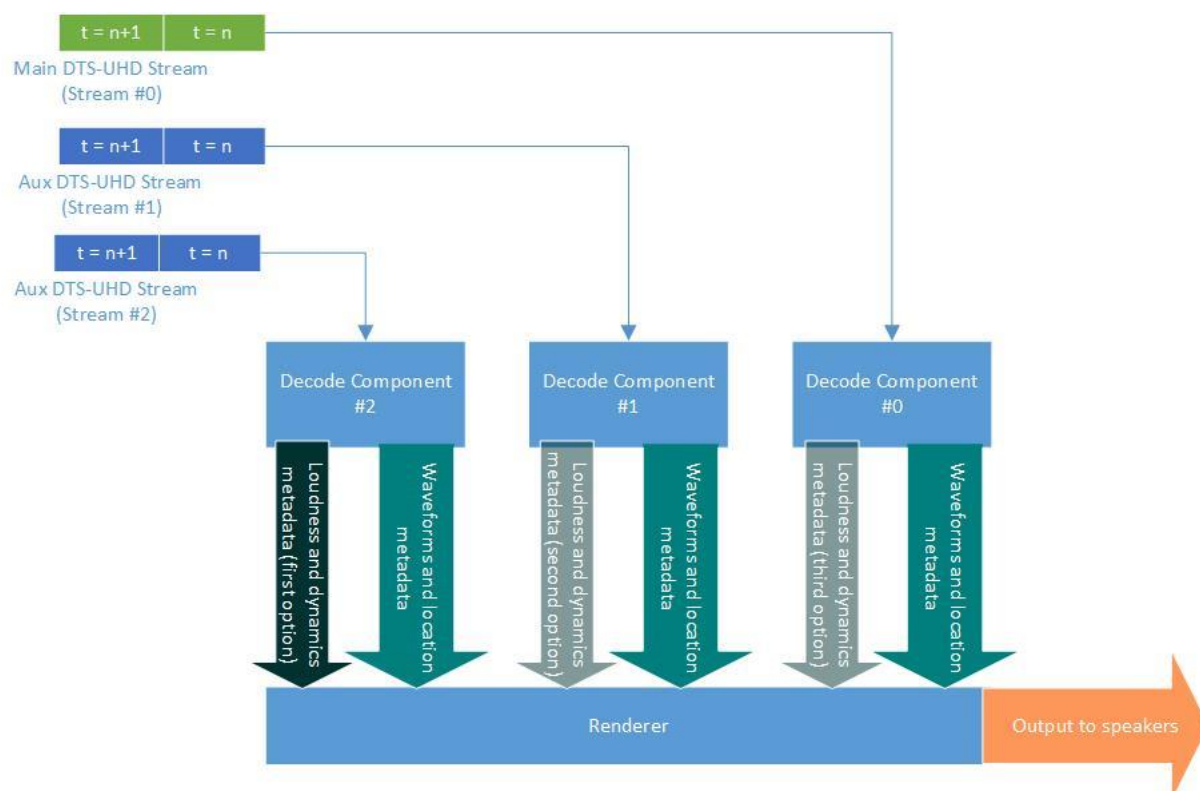 t = n+1 t = n
Main DTS-UHD Stream
(Stream #0)
t = n+1 t = n
Aux DTS-UHD Stream
(Stream #1)
t = n+1 t = n
Aux DTS-UHD Stream
(Stream #2)
Decode Component
#2
Decode Component
#1
Decode Component
#0
Loudness and dynamics
metadata (first option)
Waveforms and location
metadata
Loudness and dynamics
metadata (second option)
Waveforms and location
metadata
Loudness and dynamics
metadata (third option)
Waveforms and location
metadata
Renderer
Output to speakers